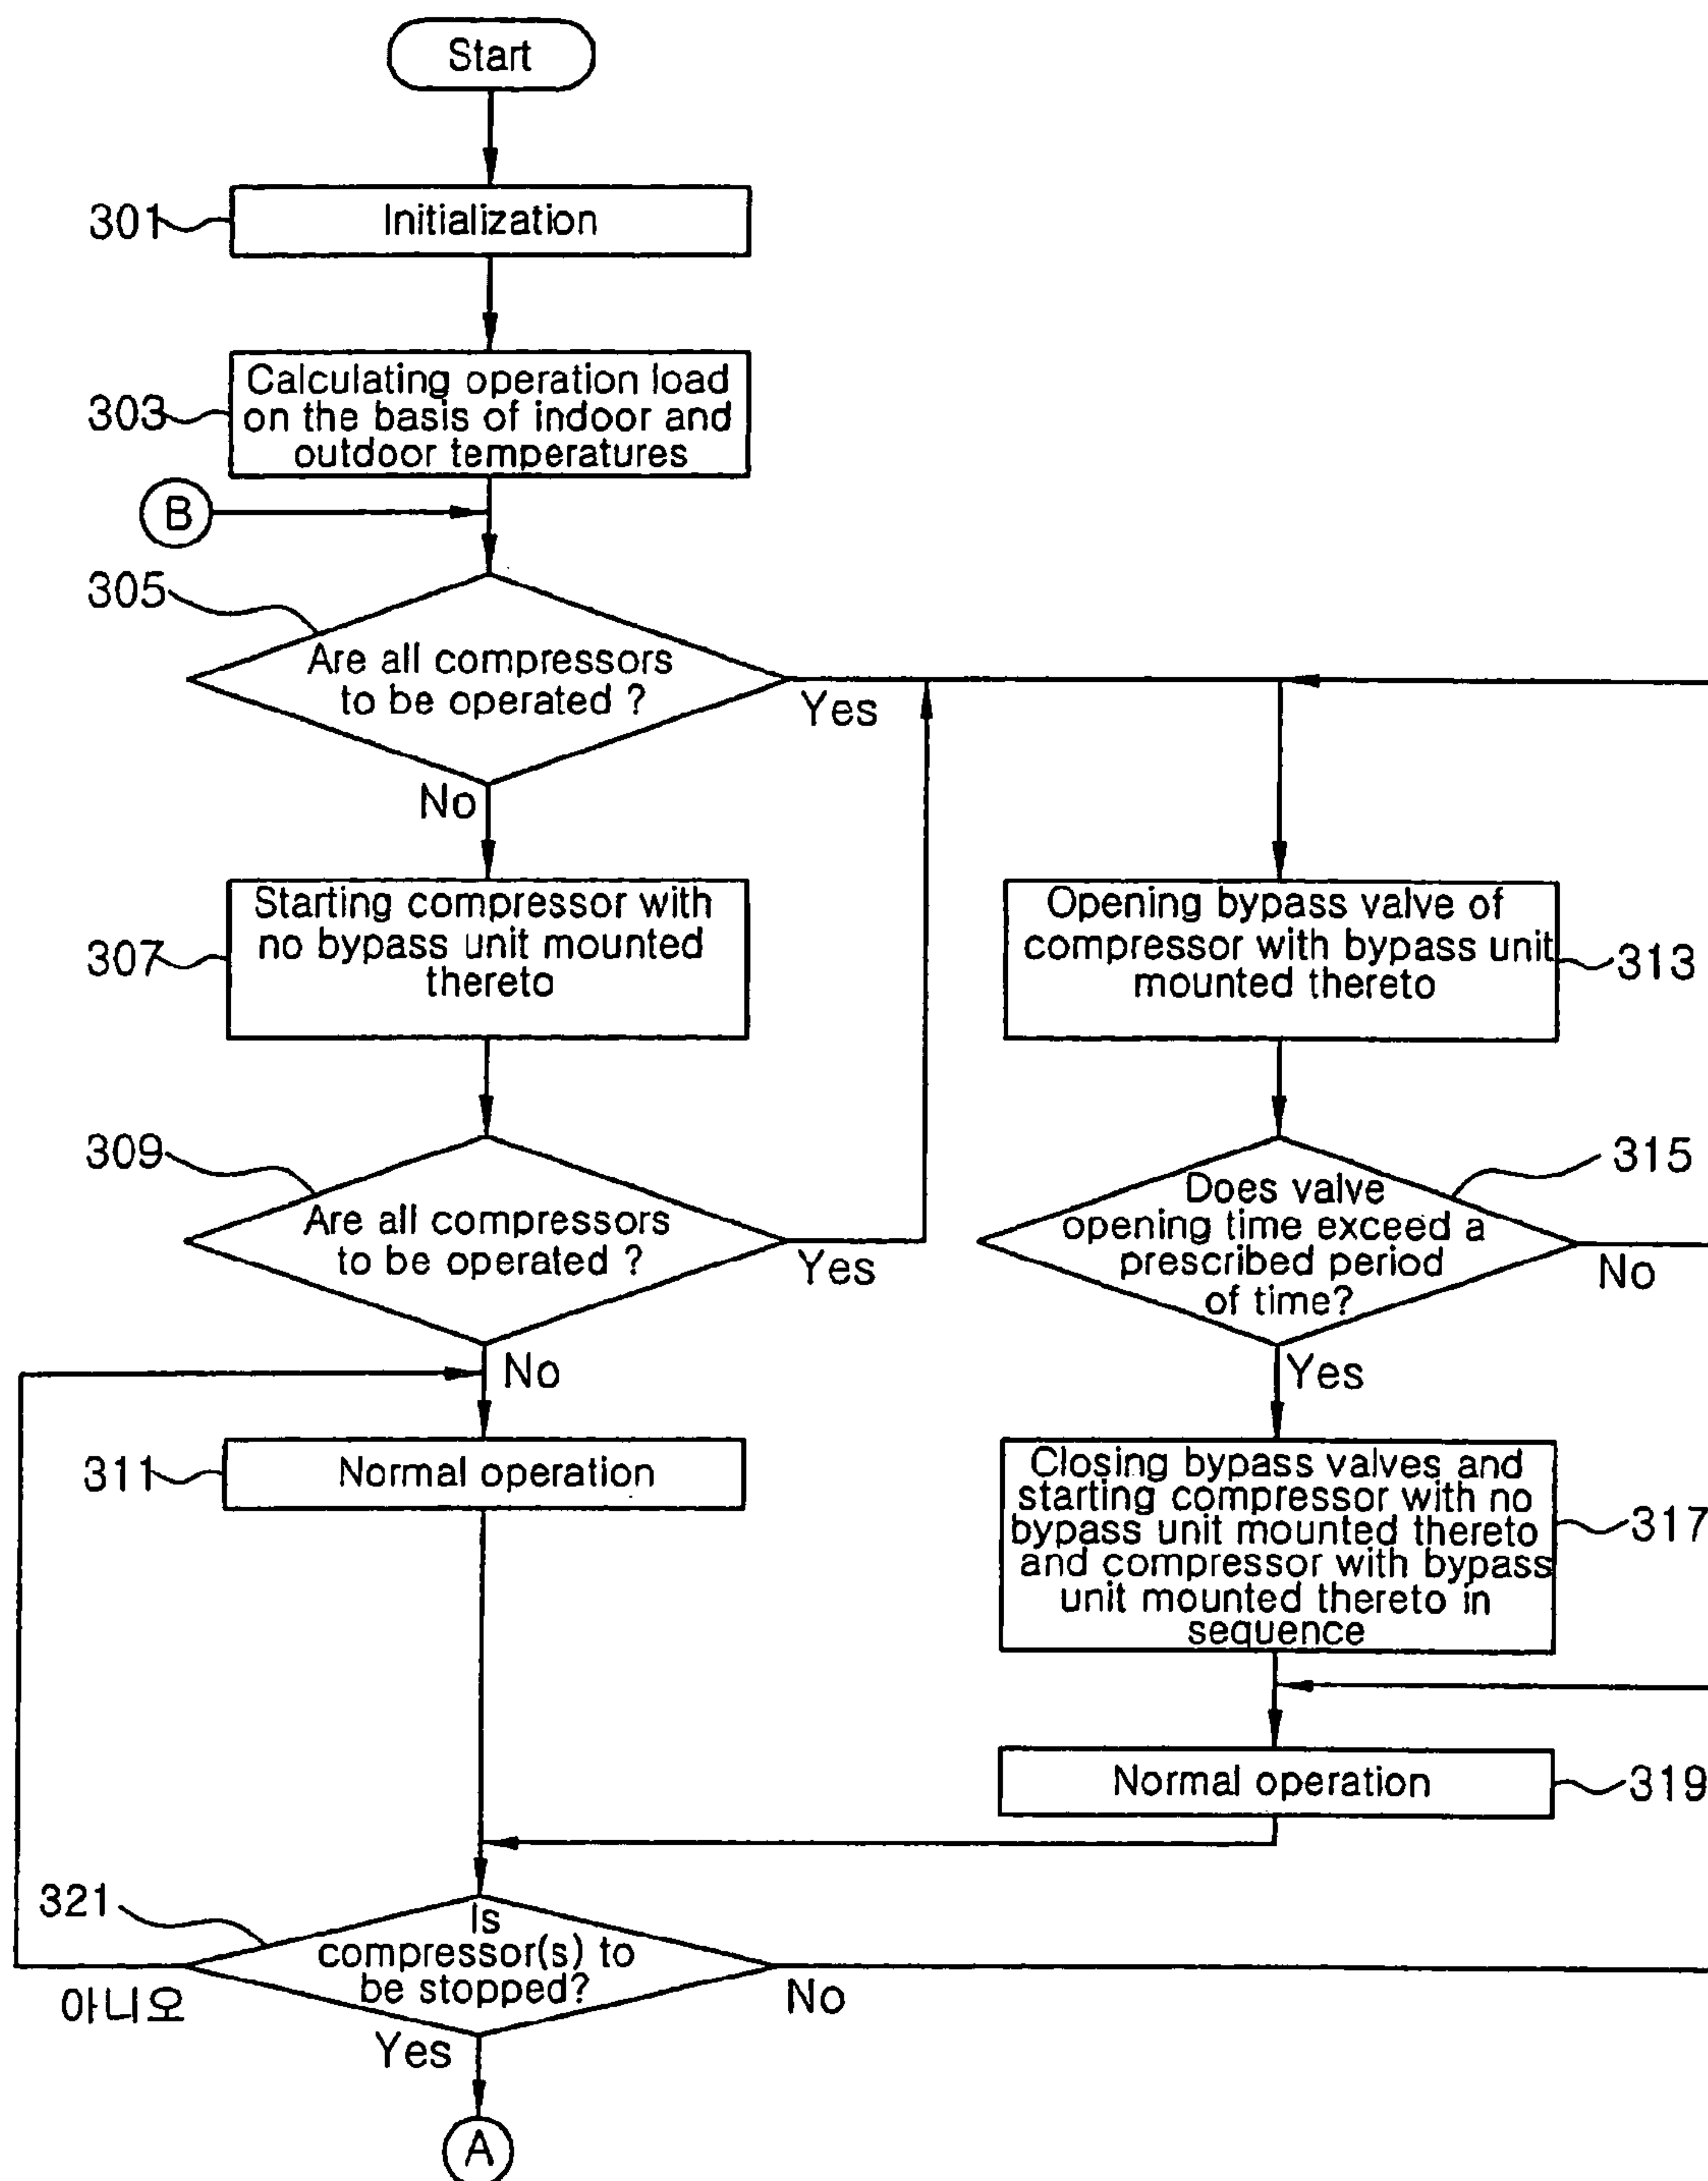 Start
301
Initialization
303
Calculating operation load
on the basis of indoor and
outdoor temperatures
B
305
Are all compressors
to be operated ?
Yes
No
307
Starting compressor with
no bypass unit mounted
thereto
Opening bypass valve of
compressor with bypass unit
mounted thereto
313
309
Are all compressors
to be operated ?
Yes
No
315
Does valve
opening time exceed a
prescribed period
of time?
No
Yes
311
Normal operation
Closing bypass valves and
starting compressor with no
bypass unit mounted thereto
and compressor with bypass
unit mounted thereto in
sequence
317
Normal operation
319
321
Is
compressor(s) to
be stopped?
아니오
No
Yes
A